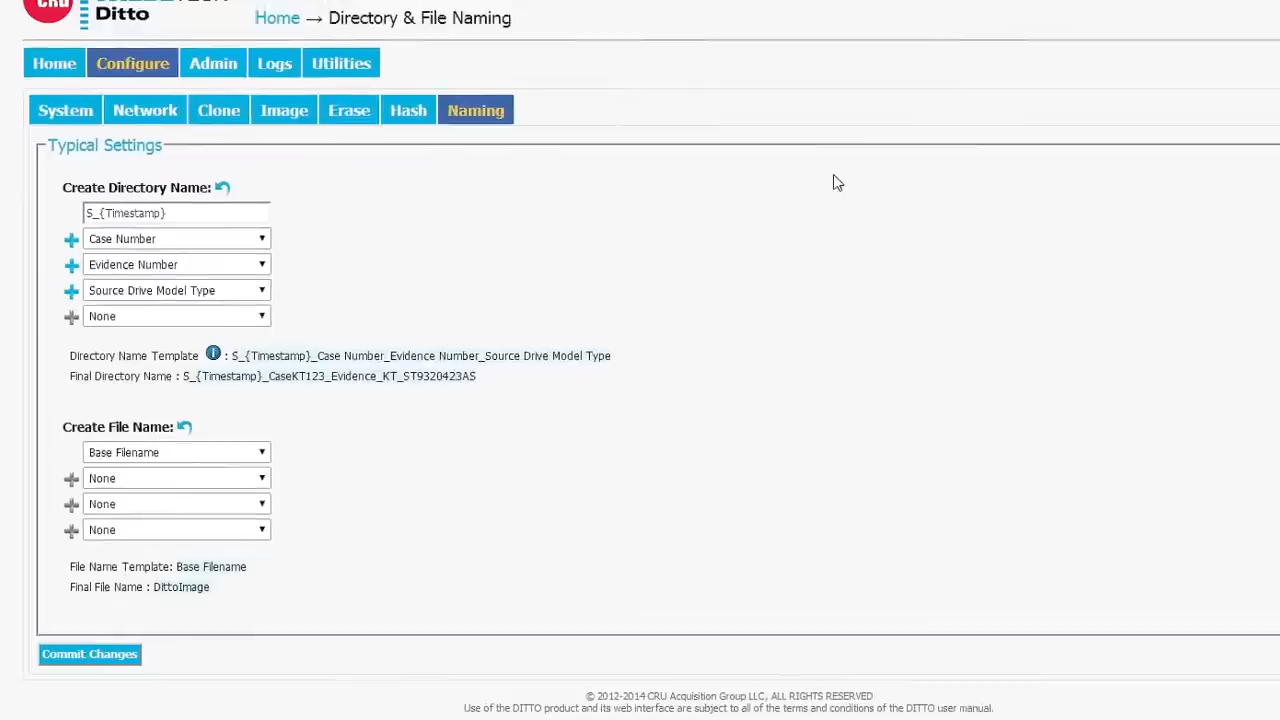 CRU
Ditto
Home → Directory & File Naming
Home Configure Admin Logs Utilities
System Network Clone Image Erase Hash Naming
Typical Settings
Create Directory Name:
S_{Timestamp}
Case Number
Evidence Number
Source Drive Model Type
None
Directory Name Template : S_{Timestamp}_Case Number_Evidence Number_Source Drive Model Type
Final Directory Name : S_{Timestamp}_CaseKT123_Evidence_KT_ST9320423AS
Create File Name:
Base Filename
None
None
None
File Name Template: Base Filename
Final File Name : DittoImage
Commit Changes
© 2012-2014 CRU Acquisition Group LLC, ALL RIGHTS RESERVED
Use of the DITTO product and its web interface are subject to all of the terms and conditions of the DITTO user manual.